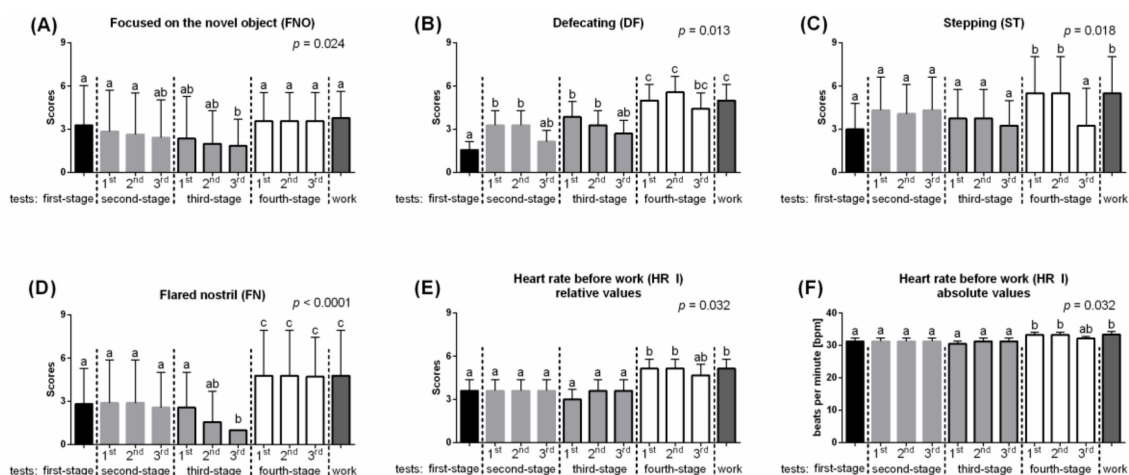 (A)
Focused on the novel object (FNO)
p = 0.024
9
6
3
0
Scores
a a a ab ab ab b a a a a
1st 2nd 3rd 1st 2nd 3rd 1st 2nd 3rd
tests: first-stage second-stage third-stage fourth-stage work
(B)
Defecating (DF)
p = 0.013
9
6
3
0
Scores
a b b ab b b ab c c bc c
1st 2nd 3rd 1st 2nd 3rd 1st 2nd 3rd
tests: first-stage second-stage third-stage fourth-stage work
(C)
Stepping (ST)
p = 0.018
9
6
3
0
Scores
a a a a a a a b b a b
1st 2nd 3rd 1st 2nd 3rd 1st 2nd 3rd
tests: first-stage second-stage third-stage fourth-stage work
(D)
Flared nostril (FN)
p < 0.0001
9
6
3
0
Scores
a a a a a ab b c c c c
1st 2nd 3rd 1st 2nd 3rd 1st 2nd 3rd
tests: first-stage second-stage third-stage fourth-stage work
(E)
Heart rate before work (HR I)
relative values
p = 0.032
9
6
3
0
Scores
a a a a a a a b b ab b
1st 2nd 3rd 1st 2nd 3rd 1st 2nd 3rd
tests: first-stage second-stage third-stage fourth-stage work
(F)
Heart rate before work (HR I)
absolute values
p = 0.032
40
30
20
10
0
beats per minute [bpm]
a a a a a a a b b ab b
1st 2nd 3rd 1st 2nd 3rd 1st 2nd 3rd
tests: first-stage second-stage third-stage fourth-stage work